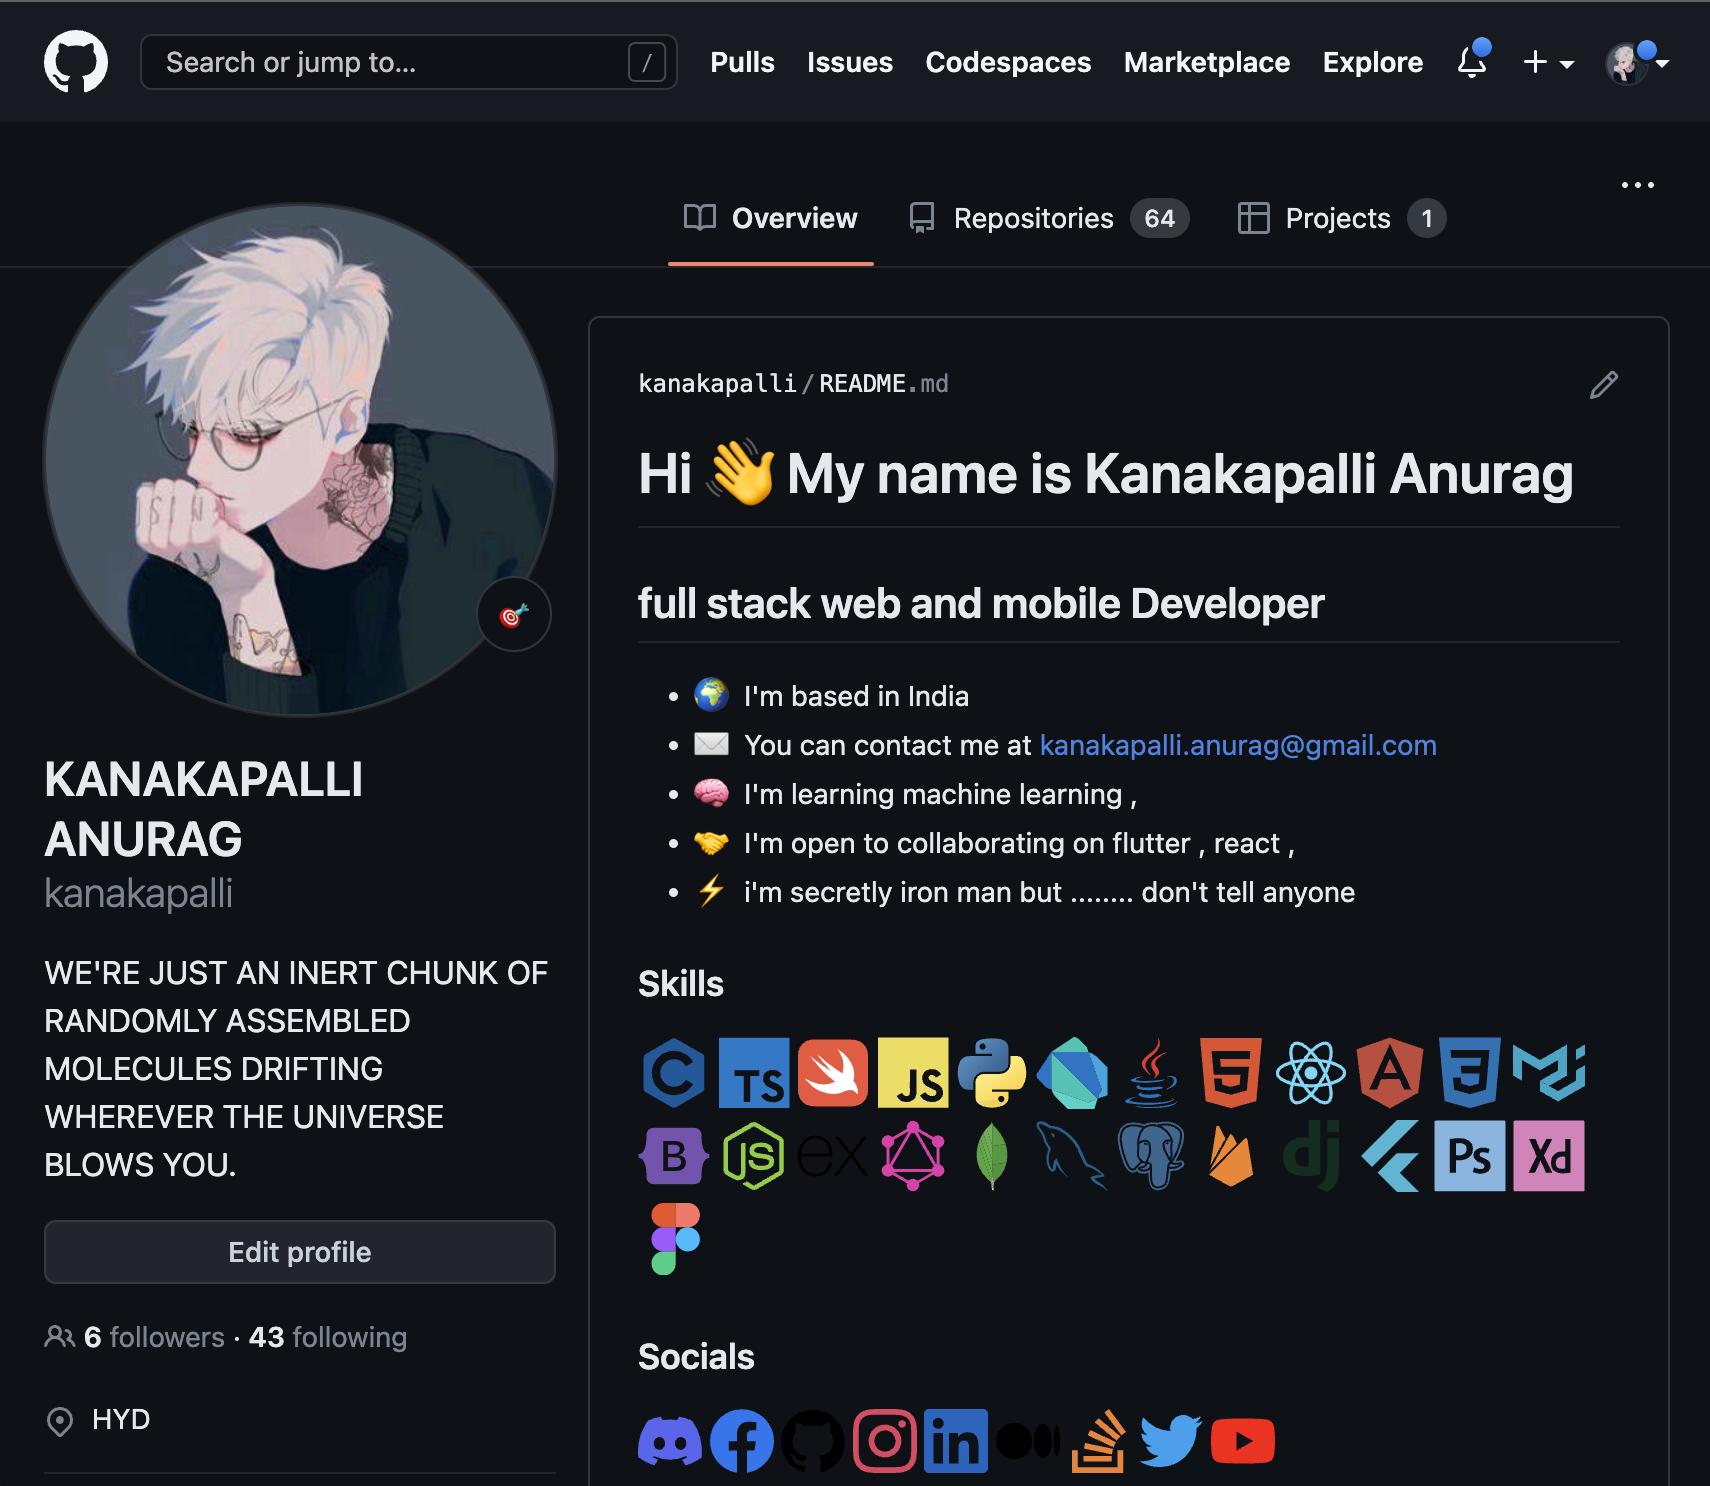 Search or jump to...
/
Pulls
Issues
Codespaces
Marketplace
Explore
Overview
Repositories 64
Projects 1
KANAKAPALLI
ANURAG
kanakapalli
WE'RE JUST AN INERT CHUNK OF
RANDOMLY ASSEMBLED
MOLECULES DRIFTING
WHEREVER THE UNIVERSE
BLOWS YOU.
Edit profile
6 followers · 43 following
HYD
kanakapalli/README.md
Hi 👋 My name is Kanakapalli Anurag
full stack web and mobile Developer
• 🌍 I'm based in India
• ✉️ You can contact me at kanakapalli.anurag@gmail.com
• 🧠 I'm learning machine learning ,
• 🤝 I'm open to collaborating on flutter , react ,
• ⚡ i'm secretly iron man but ........ don't tell anyone
Skills
C TS JS 5 A 3
B JS ex dj Ps Xd
Socials
f in